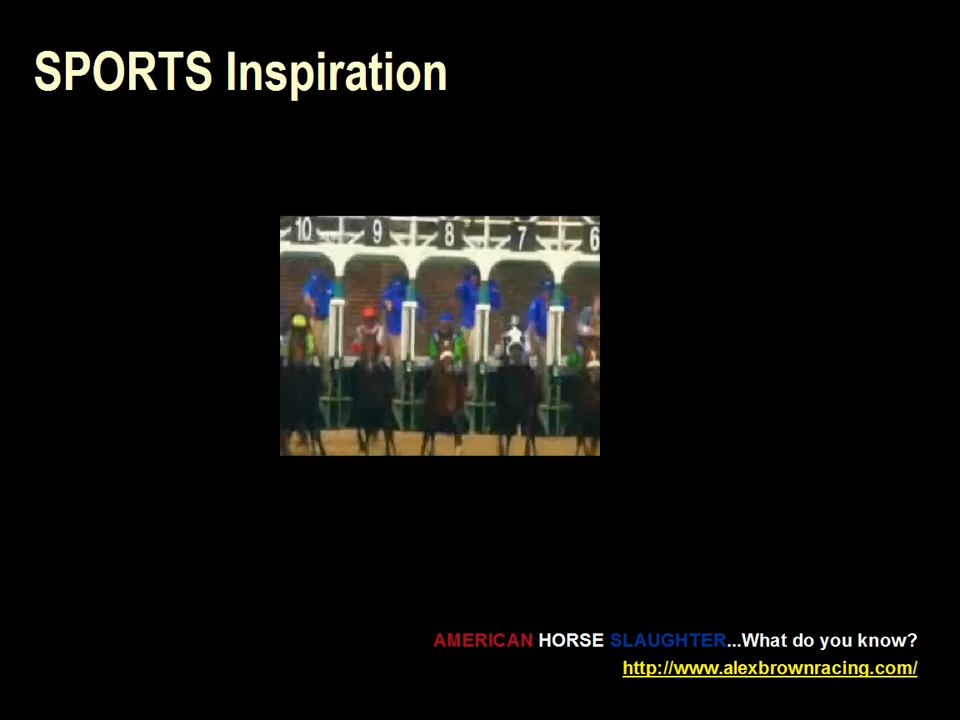 SPORTS Inspiration
10 9 8 7 6
AMERICAN HORSE SLAUGHTER...What do you know?
http://www.alexbrownracing.com/